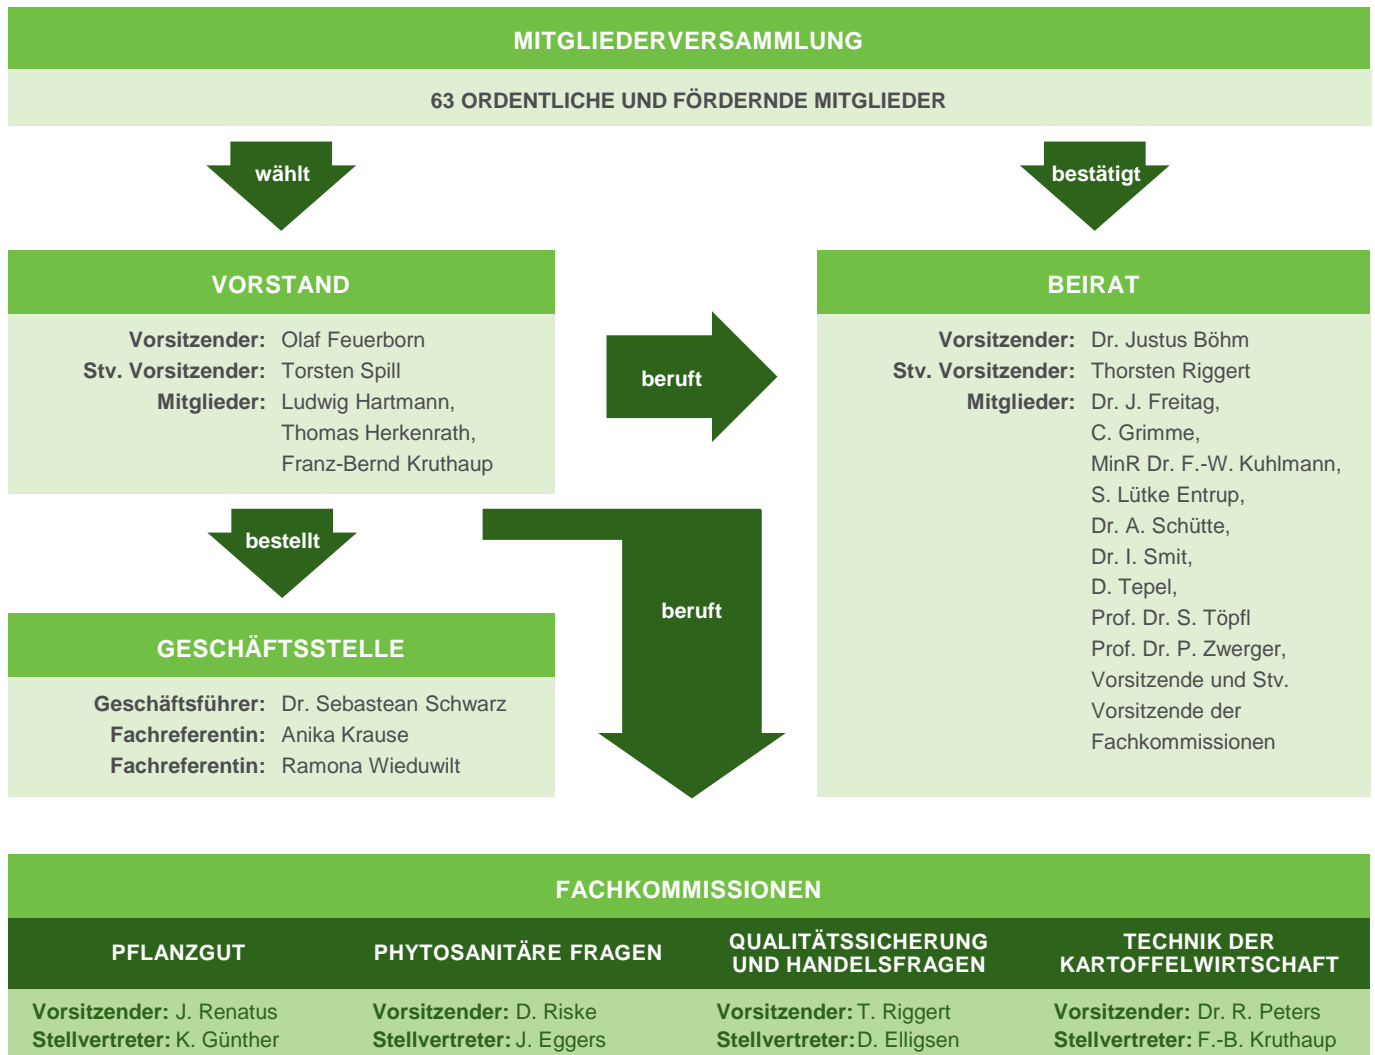 MITGLIEDERVERSAMMLUNG
63 ORDENTLICHE UND FÖRDERNDE MITGLIEDER
wählt
bestätigt
VORSTAND
Vorsitzender: Olaf Feuerborn
Stv. Vorsitzender: Torsten Spill
Mitglieder: Ludwig Hartmann,
Thomas Herkenrath,
Franz-Bernd Kruthaup
beruft
BEIRAT
Vorsitzender: Dr. Justus Böhm
Stv. Vorsitzender: Thorsten Riggert
Mitglieder: Dr. J. Freitag,
C. Grimme,
MinR Dr. F.-W. Kuhlmann,
S. Lütke Entrup,
Dr. A. Schütte,
Dr. I. Smit,
D. Tepel,
Prof. Dr. S. Töpfl
Prof. Dr. P. Zwerger,
Vorsitzende und Stv.
Vorsitzende der
Fachkommissionen
bestellt
beruft
GESCHÄFTSSTELLE
Geschäftsführer: Dr. Sebastean Schwarz
Fachreferentin: Anika Krause
Fachreferentin: Ramona Wieduwilt
FACHKOMMISSIONEN
PFLANZGUT
Vorsitzender: J. Renatus
Stellvertreter: K. Günther
PHYTOSANITÄRE FRAGEN
Vorsitzender: D. Riske
Stellvertreter: J. Eggers
QUALITÄTSSICHERUNG
UND HANDELSFRAGEN
Vorsitzender: T. Riggert
Stellvertreter: D. Elligsen
TECHNIK DER
KARTOFFELWIRTSCHAFT
Vorsitzender: Dr. R. Peters
Stellvertreter: F.-B. Kruthaup